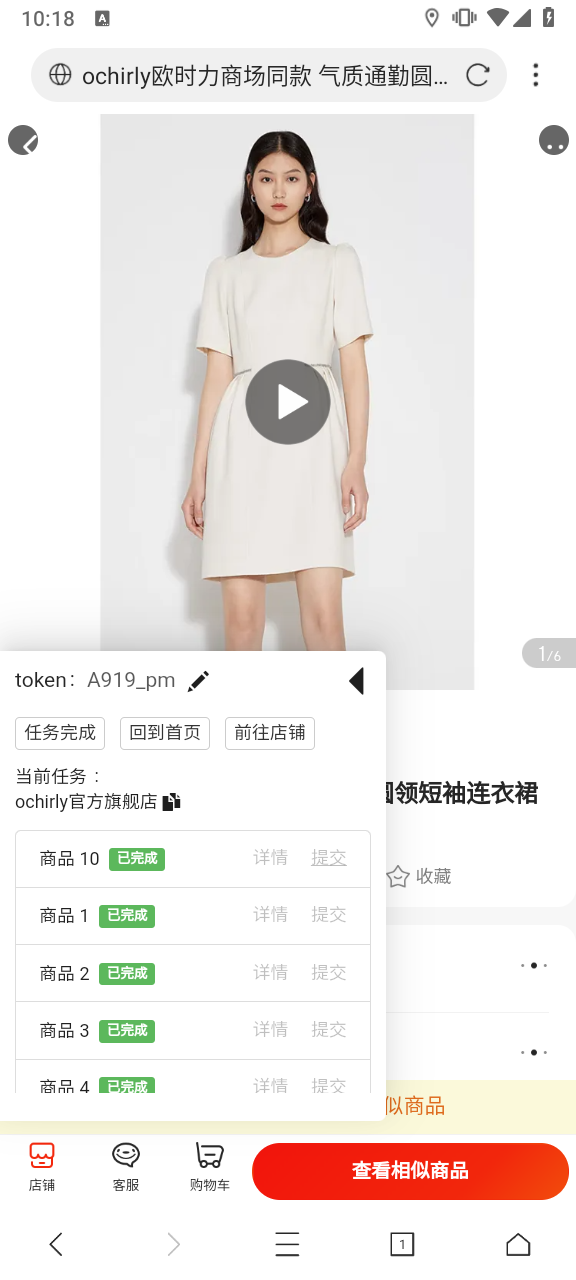 10:18
A
ochirly欧时力商场同款 气质通勤圆...
1/6
token： A919_pm
任务完成 回到首页 前往店铺
当前任务 ：
ochirly官方旗舰店
圆领短袖连衣裙
商品 10 已完成 详情 提交
收藏
商品 1 已完成 详情 提交
商品 2 已完成 详情 提交
商品 3 已完成 详情 提交
商品 4 已完成 详情 提交
似商品
店铺 客服 购物车 查看相似商品
1